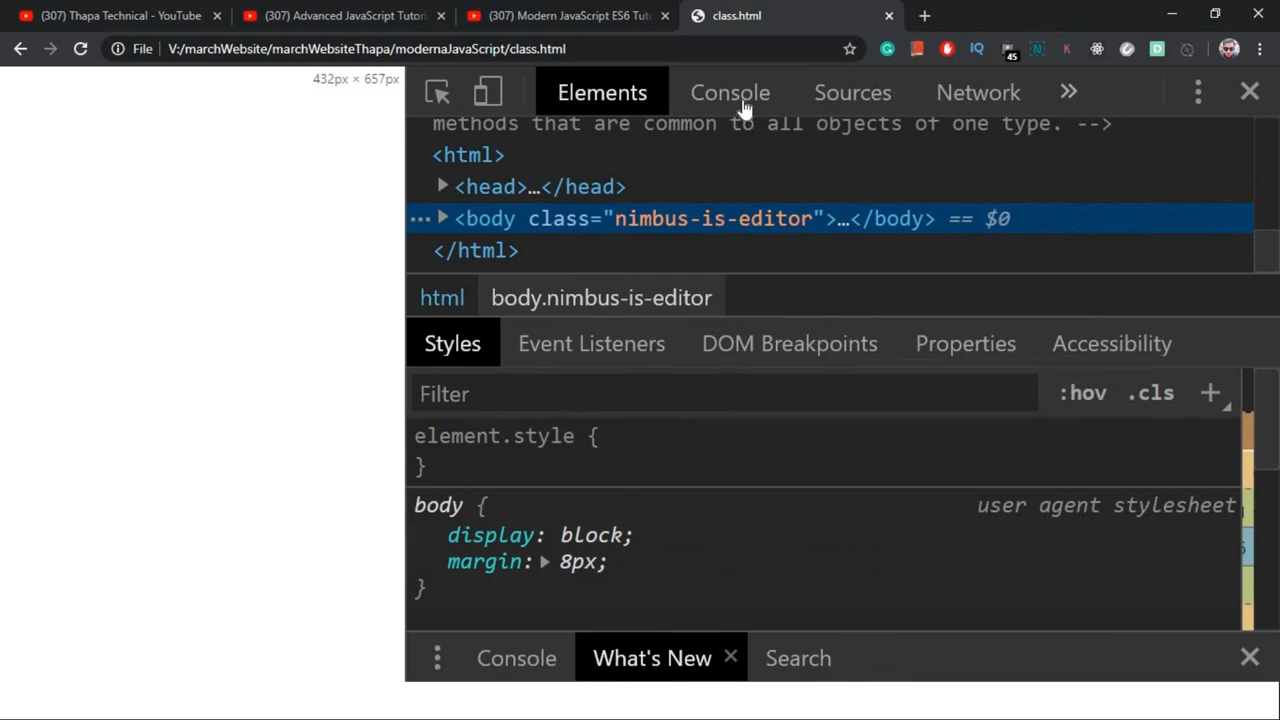 (307) Thapa Technical - YouTube
(307) Advanced JavaScript Tutori
(307) Modern JavaScript ES6 Tut
class.html
File V:/marchWebsite/marchWebsiteThapa/modernaJavaScript/class.html
IQ
45
N
K
D
432px × 657px
Elements Console Sources Network
methods that are common to all objects of one type. -->
<html>
<head>…</head>
<body class="nimbus-is-editor">…</body> == $0
</html>
html body.nimbus-is-editor
Styles Event Listeners DOM Breakpoints Properties Accessibility
Filter :hov .cls +
element.style {
}
body { user agent stylesheet
display: block;
margin: 8px;
}
Console What's New Search